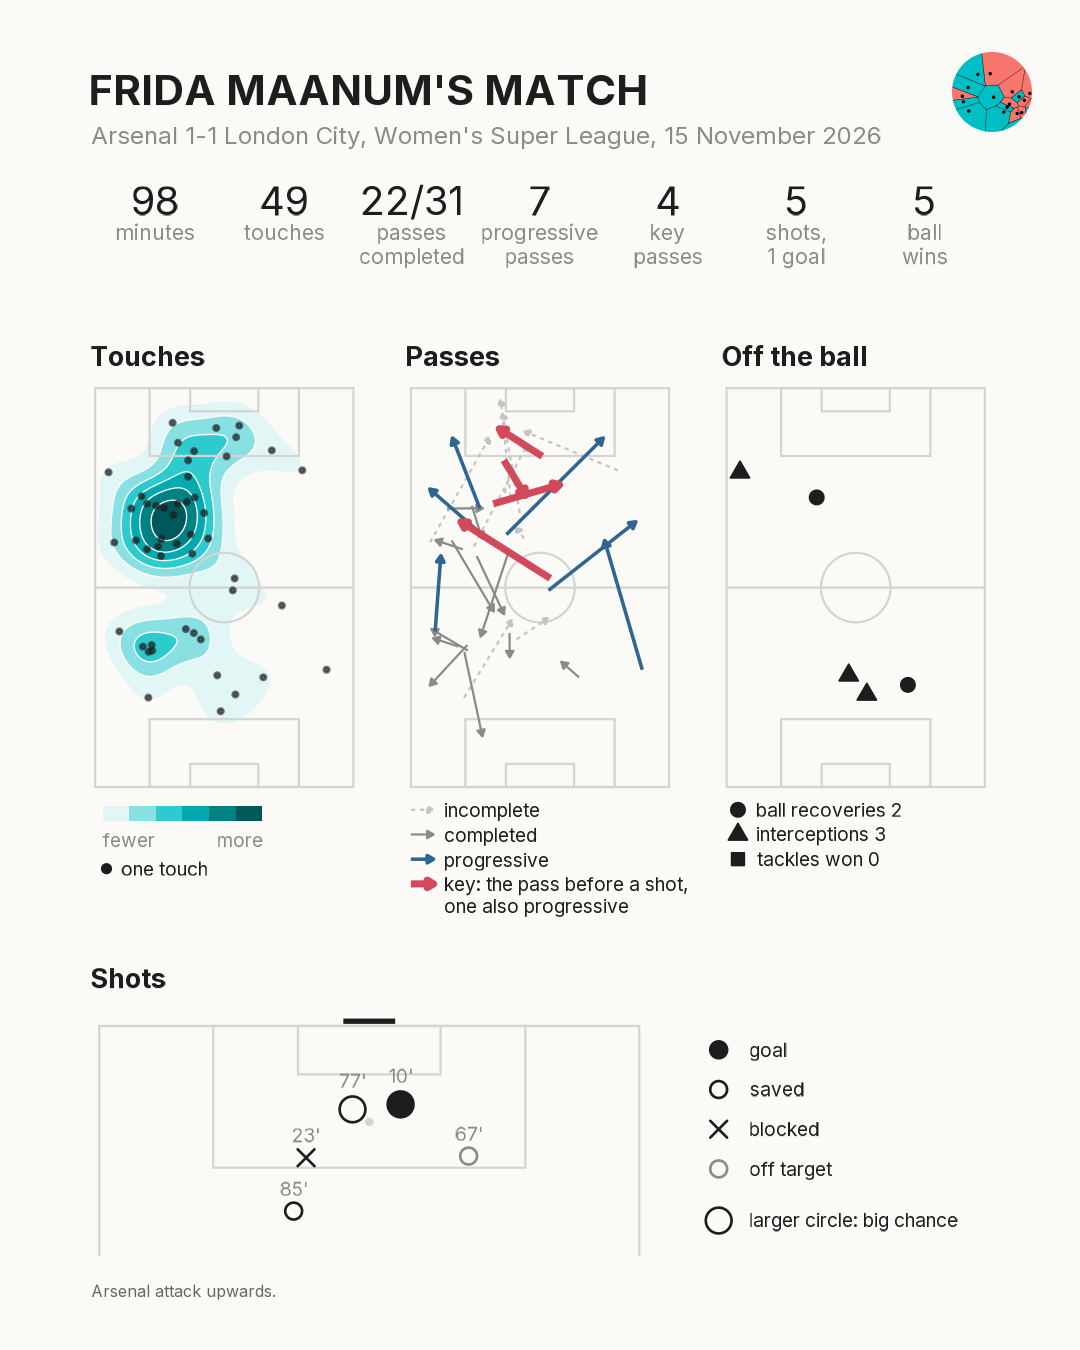 FRIDA MAANUM'S MATCH
Arsenal 1-1 London City, Women's Super League, 15 November 2026
98
minutes
49
touches
22/31
passes
completed
7
progressive
passes
4
key
passes
5
shots,
1 goal
5
ball
wins
Touches
fewer
more
one touch
Passes
incomplete
completed
progressive
key: the pass before a shot,
one also progressive
Off the ball
ball recoveries 2
interceptions 3
tackles won 0
Shots
77'
10'
23'
67'
85'
goal
saved
blocked
off target
larger circle: big chance
Arsenal attack upwards.